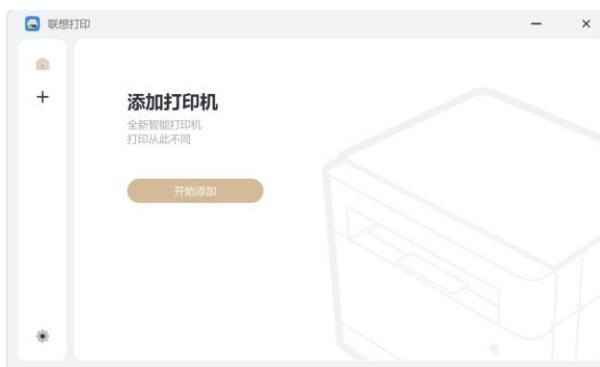 联想打印
添加打印机
全新智能打印机
打印从此不同
开始添加